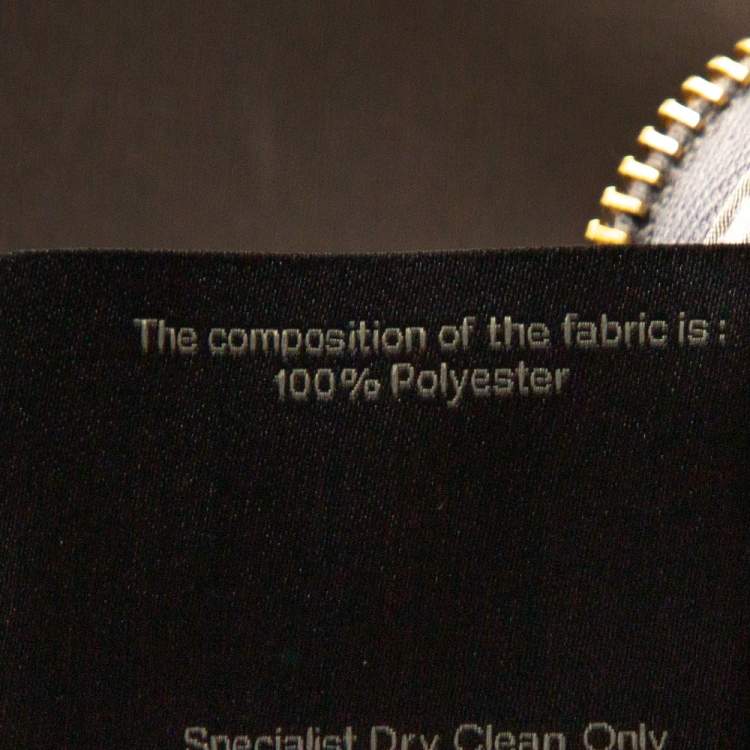 The composition of the fabric is :
100% Polyester
Specialist Dry Clean Only